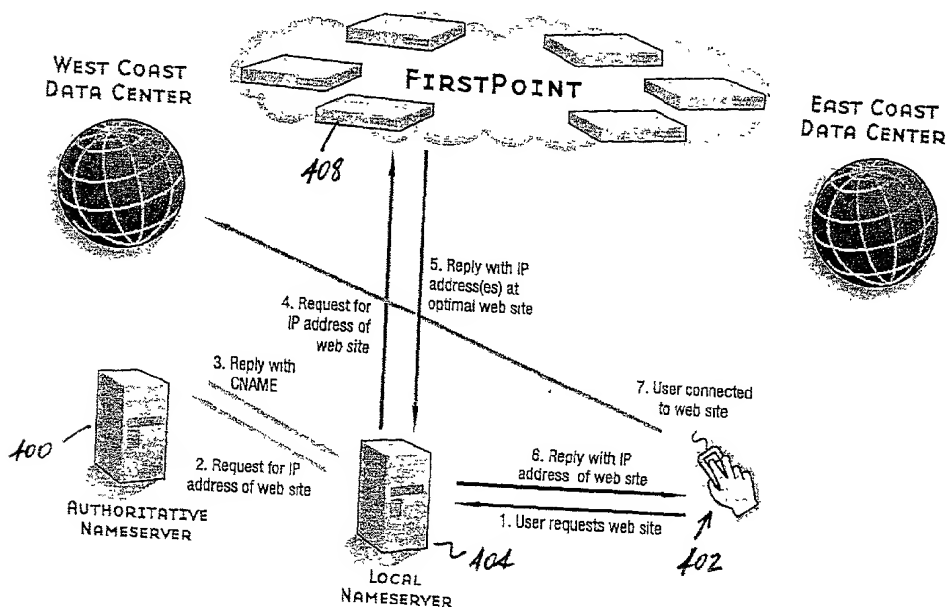 WEST COAST
DATA CENTER
FIRSTPOINT
EAST COAST
DATA CENTER
408
5. Reply with IP
address(es) at
optimal web site
4. Request for
IP address of
web site
3. Reply with
CNAME
7. User connected
to web site
400
2. Request for IP
address of web site
6. Reply with IP
address of web site
1. User requests web site
AUTHORITATIVE
NAMESERVER
404
402
LOCAL
NAMESERVER